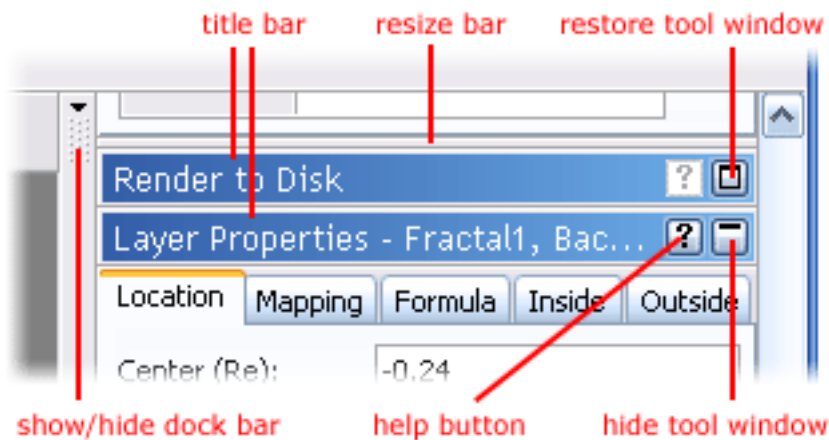 title bar resize bar restore tool window
Render to Disk ?
Layer Properties - Fractal1, Bac... ?
Location Mapping Formula Inside Outside
Center (Re): -0.24
show/hide dock bar help button hide tool window